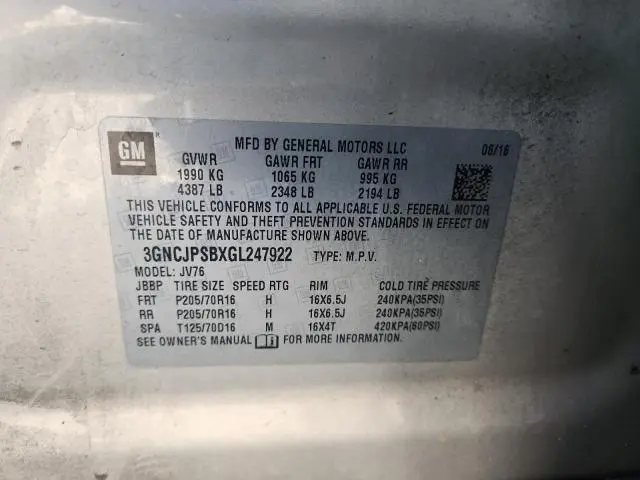 GM
MFD BY GENERAL MOTORS LLC 06/16
GVWR GAWR FRT GAWR RR
1990 KG 1065 KG 995 KG
4387 LB 2348 LB 2194 LB
THIS VEHICLE CONFORMS TO ALL APPLICABLE U.S. FEDERAL MOTOR
VEHICLE SAFETY AND THEFT PREVENTION STANDARDS IN EFFECT ON
THE DATE OF MANUFACTURE SHOWN ABOVE.
3GNCJPSBXGL247922 TYPE: M.P.V.
MODEL: JV76
JBBP TIRE SIZE SPEED RTG RIM COLD TIRE PRESSURE
FRT P205/70R16 H 16X6.5J 240KPA(35PSI)
RR P205/70R16 H 16X6.5J 240KPA(35PSI)
SPA T125/70D16 M 16X4T 420KPA(60PSI)
SEE OWNER'S MANUAL FOR MORE INFORMATION.